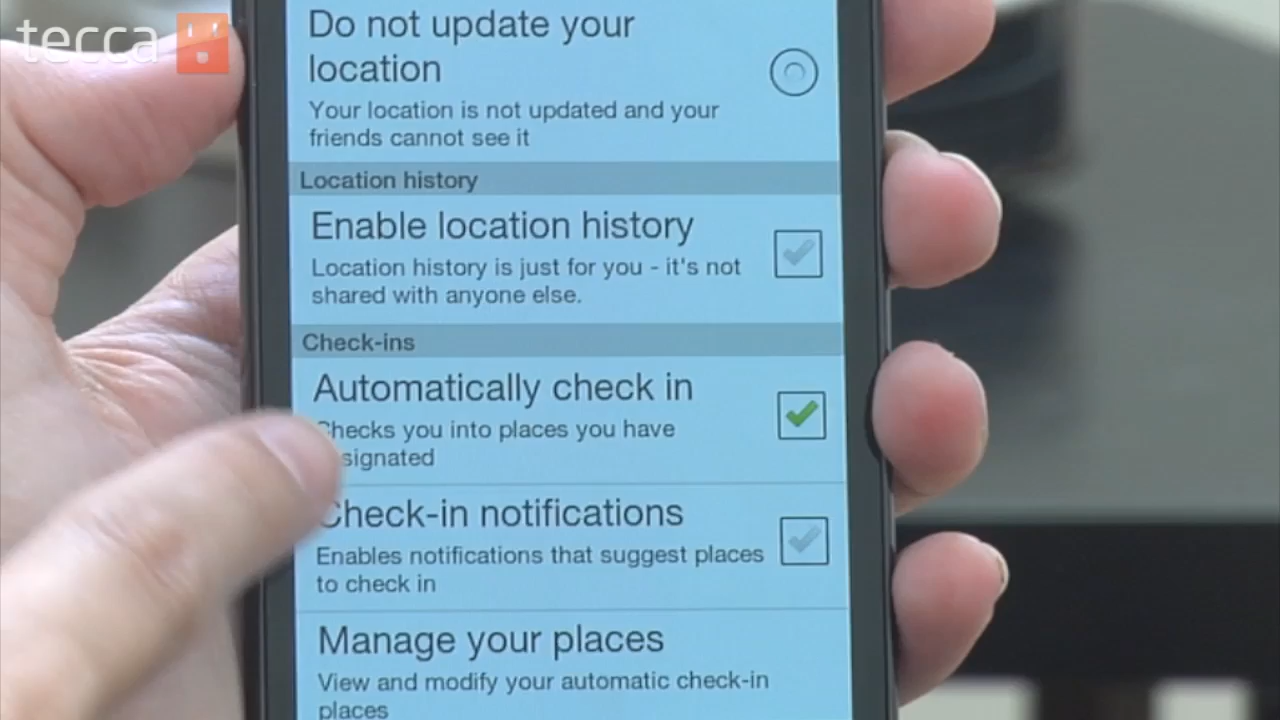 tecca
Do not update your
location
Your location is not updated and your
friends cannot see it
Location history
Enable location history
Location history is just for you - it's not
shared with anyone else.
Check-ins
Automatically check in
Checks you into places you have
signated
Check-in notifications
Enables notifications that suggest places
to check in
Manage your places
View and modify your automatic check-in
places